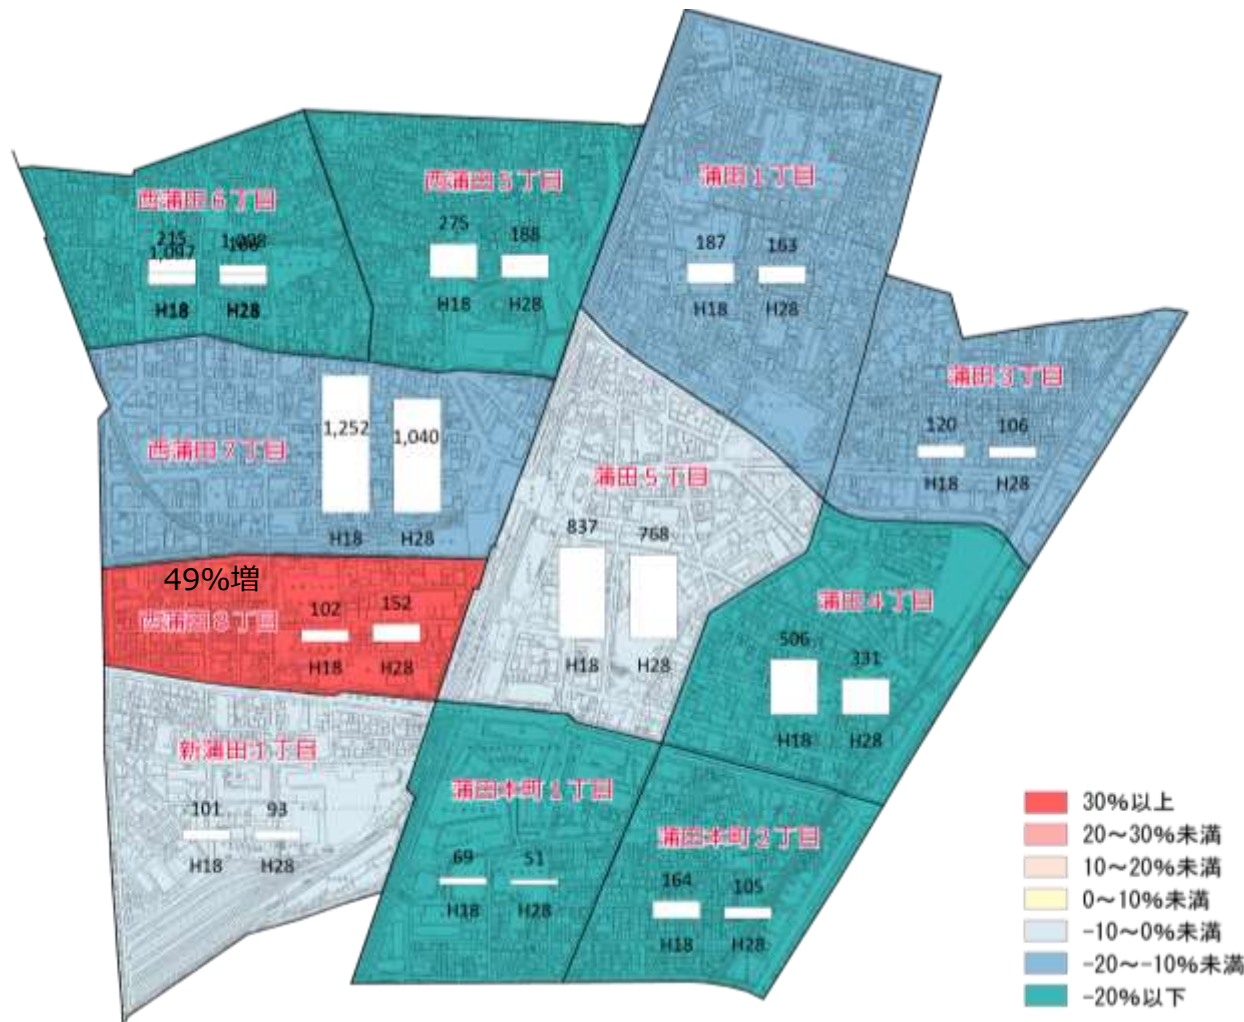 西蒲田6丁目
215
1,097
H18
H28
西蒲田5丁目
275
188
H18
H28
蒲田1丁目
187
163
H18
H28
蒲田3丁目
120
106
H18
H28
西蒲田7丁目
1,252
1,040
H18
H28
蒲田5丁目
837
768
H18
H28
49%増
西蒲田8丁目
102
152
H18
H28
蒲田4丁目
506
331
H18
H28
新蒲田1丁目
101
93
H18
H28
蒲田本町1丁目
69
51
H18
H28
蒲田本町2丁目
164
105
H18
H28
30%以上
20～30%未満
10～20%未満
0～10%未満
-10～0%未満
-20～-10%未満
-20%以下